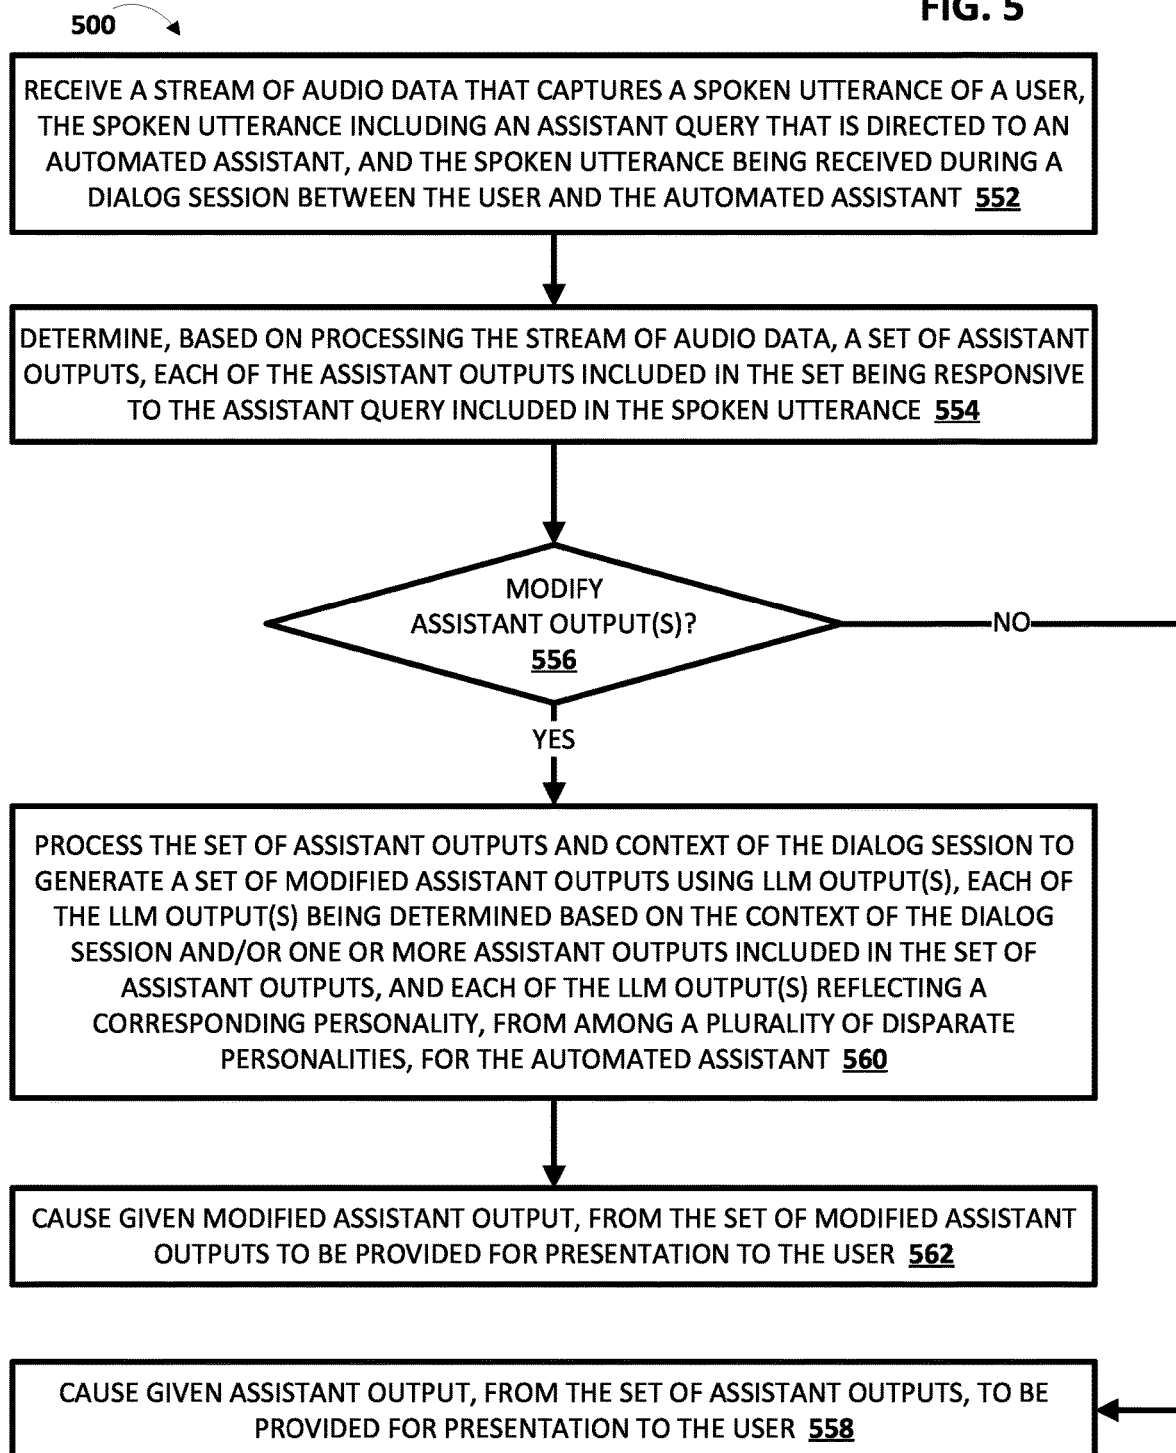 FIG. 5
500
RECEIVE A STREAM OF AUDIO DATA THAT CAPTURES A SPOKEN UTTERANCE OF A USER,
THE SPOKEN UTTERANCE INCLUDING AN ASSISTANT QUERY THAT IS DIRECTED TO AN
AUTOMATED ASSISTANT, AND THE SPOKEN UTTERANCE BEING RECEIVED DURING A
DIALOG SESSION BETWEEN THE USER AND THE AUTOMATED ASSISTANT 552
DETERMINE, BASED ON PROCESSING THE STREAM OF AUDIO DATA, A SET OF ASSISTANT
OUTPUTS, EACH OF THE ASSISTANT OUTPUTS INCLUDED IN THE SET BEING RESPONSIVE
TO THE ASSISTANT QUERY INCLUDED IN THE SPOKEN UTTERANCE 554
MODIFY
ASSISTANT OUTPUT(S)?
556
NO
YES
PROCESS THE SET OF ASSISTANT OUTPUTS AND CONTEXT OF THE DIALOG SESSION TO
GENERATE A SET OF MODIFIED ASSISTANT OUTPUTS USING LLM OUTPUT(S), EACH OF
THE LLM OUTPUT(S) BEING DETERMINED BASED ON THE CONTEXT OF THE DIALOG
SESSION AND/OR ONE OR MORE ASSISTANT OUTPUTS INCLUDED IN THE SET OF
ASSISTANT OUTPUTS, AND EACH OF THE LLM OUTPUT(S) REFLECTING A
CORRESPONDING PERSONALITY, FROM AMONG A PLURALITY OF DISPARATE
PERSONALITIES, FOR THE AUTOMATED ASSISTANT 560
CAUSE GIVEN MODIFIED ASSISTANT OUTPUT, FROM THE SET OF MODIFIED ASSISTANT
OUTPUTS TO BE PROVIDED FOR PRESENTATION TO THE USER 562
CAUSE GIVEN ASSISTANT OUTPUT, FROM THE SET OF ASSISTANT OUTPUTS, TO BE
PROVIDED FOR PRESENTATION TO THE USER 558